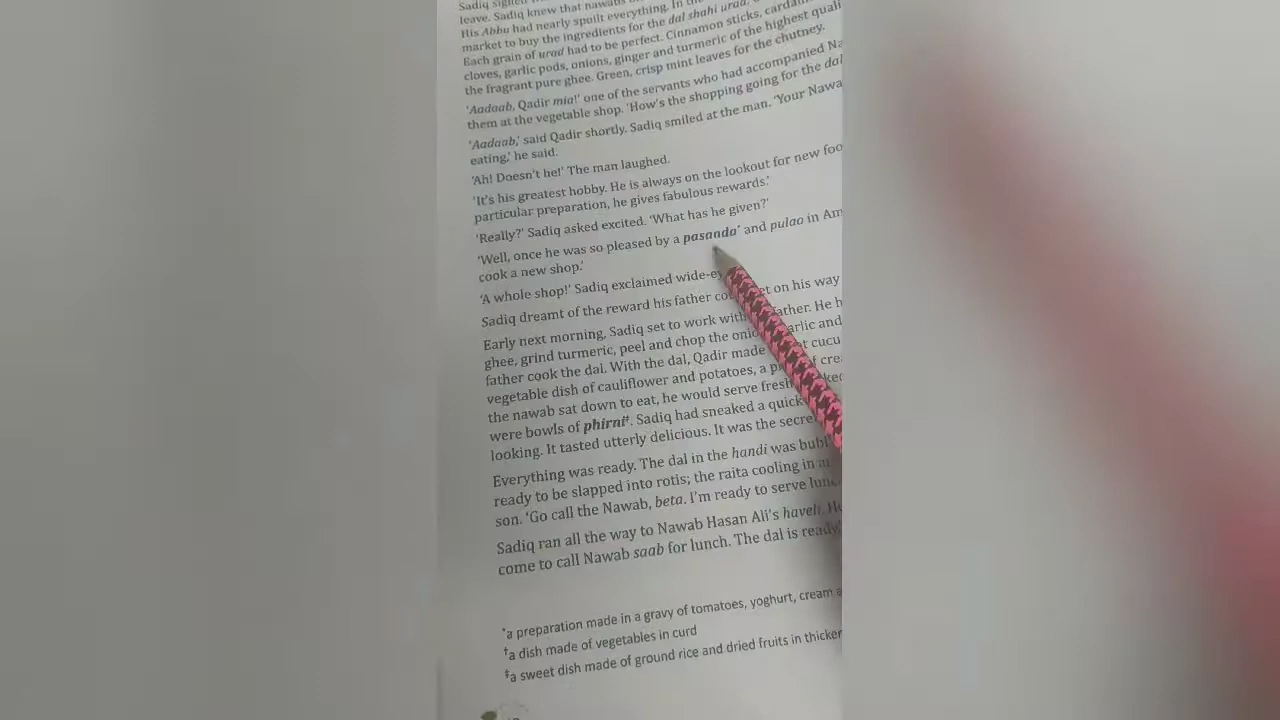 Sadiq signed
leave. Sadiq knew that nawabs
His Abbu had nearly spoilt everything. In the
market to buy the ingredients for the dal shahi urad.
Each grain of urad had to be perfect. Cinnamon sticks, cardam
cloves, garlic pods, onions, ginger and turmeric of the highest quali
the fragrant pure ghee. Green, crisp mint leaves for the chutney.
'Aadaab, Qadir mia!' one of the servants who had accompanied Na
them at the vegetable shop. 'How's the shopping going for the dal
'Aadaab,' said Qadir shortly. Sadiq smiled at the man. 'Your Nawa
eating,' he said.
'Ah! Doesn't he!' The man laughed.
'It's his greatest hobby. He is always on the lookout for new foo
particular preparation, he gives fabulous rewards.'
'Really?' Sadiq asked excited. 'What has he given?'
'Well, once he was so pleased by a pasanda* and pulao in Am
cook a new shop.'
'A whole shop!' Sadiq exclaimed wide-ey
Sadiq dreamt of the reward his father co et on his way
Early next morning, Sadiq set to work with father. He h
ghee, grind turmeric, peel and chop the onio arlic and
father cook the dal. With the dal, Qadir made t cucu
vegetable dish of cauliflower and potatoes, a p f crea
the nawab sat down to eat, he would serve fresh ked
were bowls of phirni‡. Sadiq had sneaked a quick
looking. It tasted utterly delicious. It was the secre
Everything was ready. The dal in the handi was bubl
ready to be slapped into rotis; the raita cooling in
son. 'Go call the Nawab, beta. I'm ready to serve lunc
Sadiq ran all the way to Nawab Hasan Ali's haveli. He
come to call Nawab saab for lunch. The dal is ready,
*a preparation made in a gravy of tomatoes, yoghurt, cream a
†a dish made of vegetables in curd
‡a sweet dish made of ground rice and dried fruits in thicken